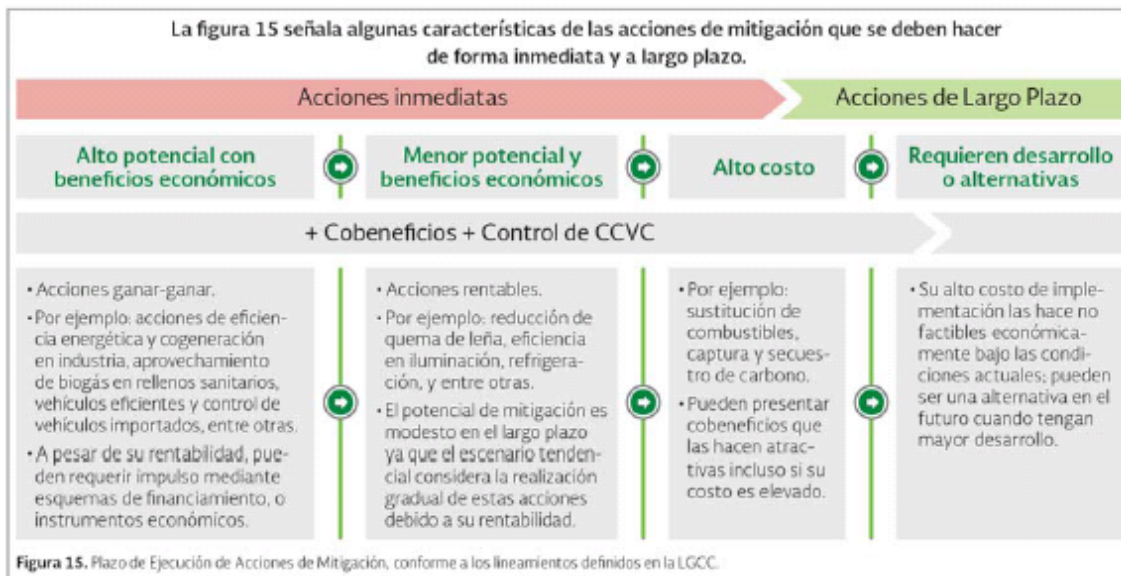 La figura 15 señala algunas características de las acciones de mitigación que se deben hacer
de forma inmediata y a largo plazo.
Acciones inmediatas
Acciones de Largo Plazo
Alto potencial con
beneficios económicos
Menor potencial y
beneficios económicos
Alto costo
Requieren desarrollo
o alternativas
+ Cobeneficios + Control de CCVC
• Acciones ganar-ganar.
• Por ejemplo: acciones de eficien-
cia energética y cogeneración
en industria, aprovechamiento
de biogás en rellenos sanitarios,
vehículos eficientes y control de
vehículos importados, entre otras.
• A pesar de su rentabilidad, pue-
den requerir impulso mediante
esquemas de financiamiento, o
instrumentos económicos.
• Acciones rentables.
• Por ejemplo: reducción de
quema de leña, eficiencia
en iluminación, refrigera-
ción, y entre otras.
• El potencial de mitigación es
modesto en el largo plazo
ya que el escenario tenden-
cial considera la realización
gradual de estas acciones
debido a su rentabilidad.
• Por ejemplo:
sustitución de
combustibles,
captura y secues-
tro de carbono.
• Pueden presentar
cobeneficios que
las hacen atrac-
tivas incluso si su
costo es elevado.
• Su alto costo de imple-
mentación las hace no
factibles económica-
mente bajo las condi-
ciones actuales; pueden
ser una alternativa en el
futuro cuando tengan
mayor desarrollo.
Figura 15. Plazo de Ejecución de Acciones de Mitigación, conforme a los lineamientos definidos en la LGCC.